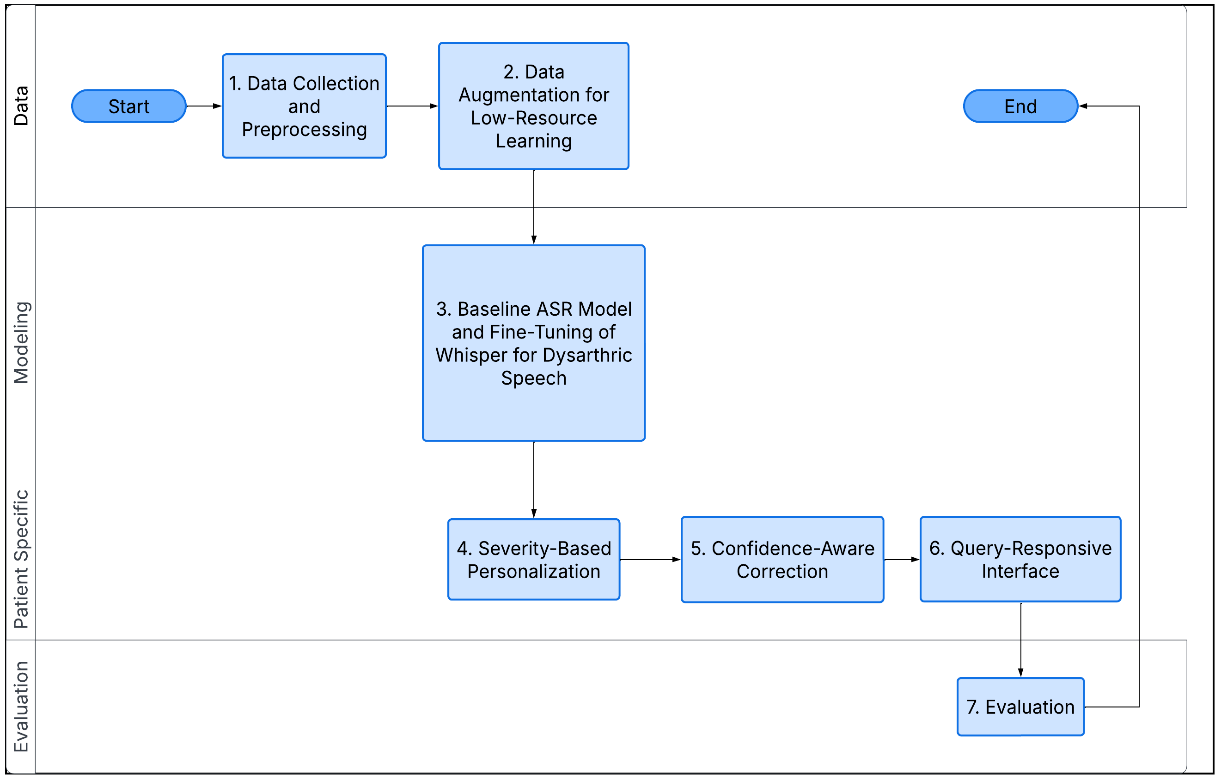 Data
Start
1. Data Collection
and
Preprocessing
2. Data
Augmentation for
Low-Resource
Learning
End
Modeling
3. Baseline ASR Model
and Fine-Tuning of
Whisper for Dysarthric
Speech
Patient Specific
4. Severity-Based
Personalization
5. Confidence-Aware
Correction
6. Query-Responsive
Interface
Evaluation
7. Evaluation